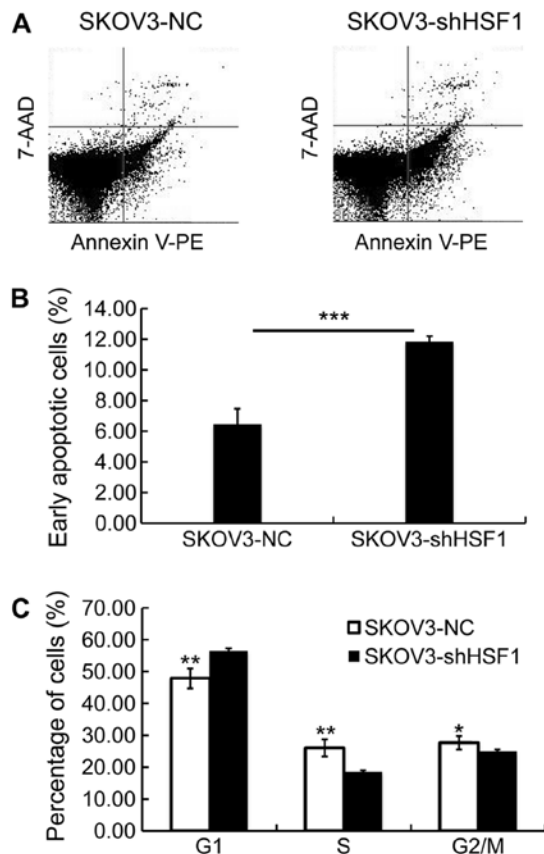 A
SKOV3-NC
SKOV3-shHSF1
7-AAD
7-AAD
Annexin V-PE
Annexin V-PE
B
Early apoptotic cells (%)
14.00
12.00
10.00
8.00
6.00
4.00
2.00
0.00
***
SKOV3-NC
SKOV3-shHSF1
C
Percentage of cells (%)
70.00
60.00
50.00
40.00
30.00
20.00
10.00
0.00
SKOV3-NC
SKOV3-shHSF1
**
**
*
G1
S
G2/M